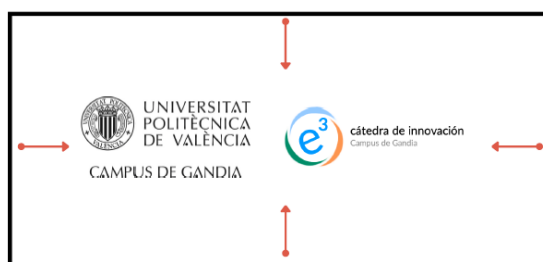 UNIVERSITAT
POLITÈCNICA
DE VALÈNCIA
CAMPUS DE GANDIA
e³
cátedra de innovación
Campus de Gandia